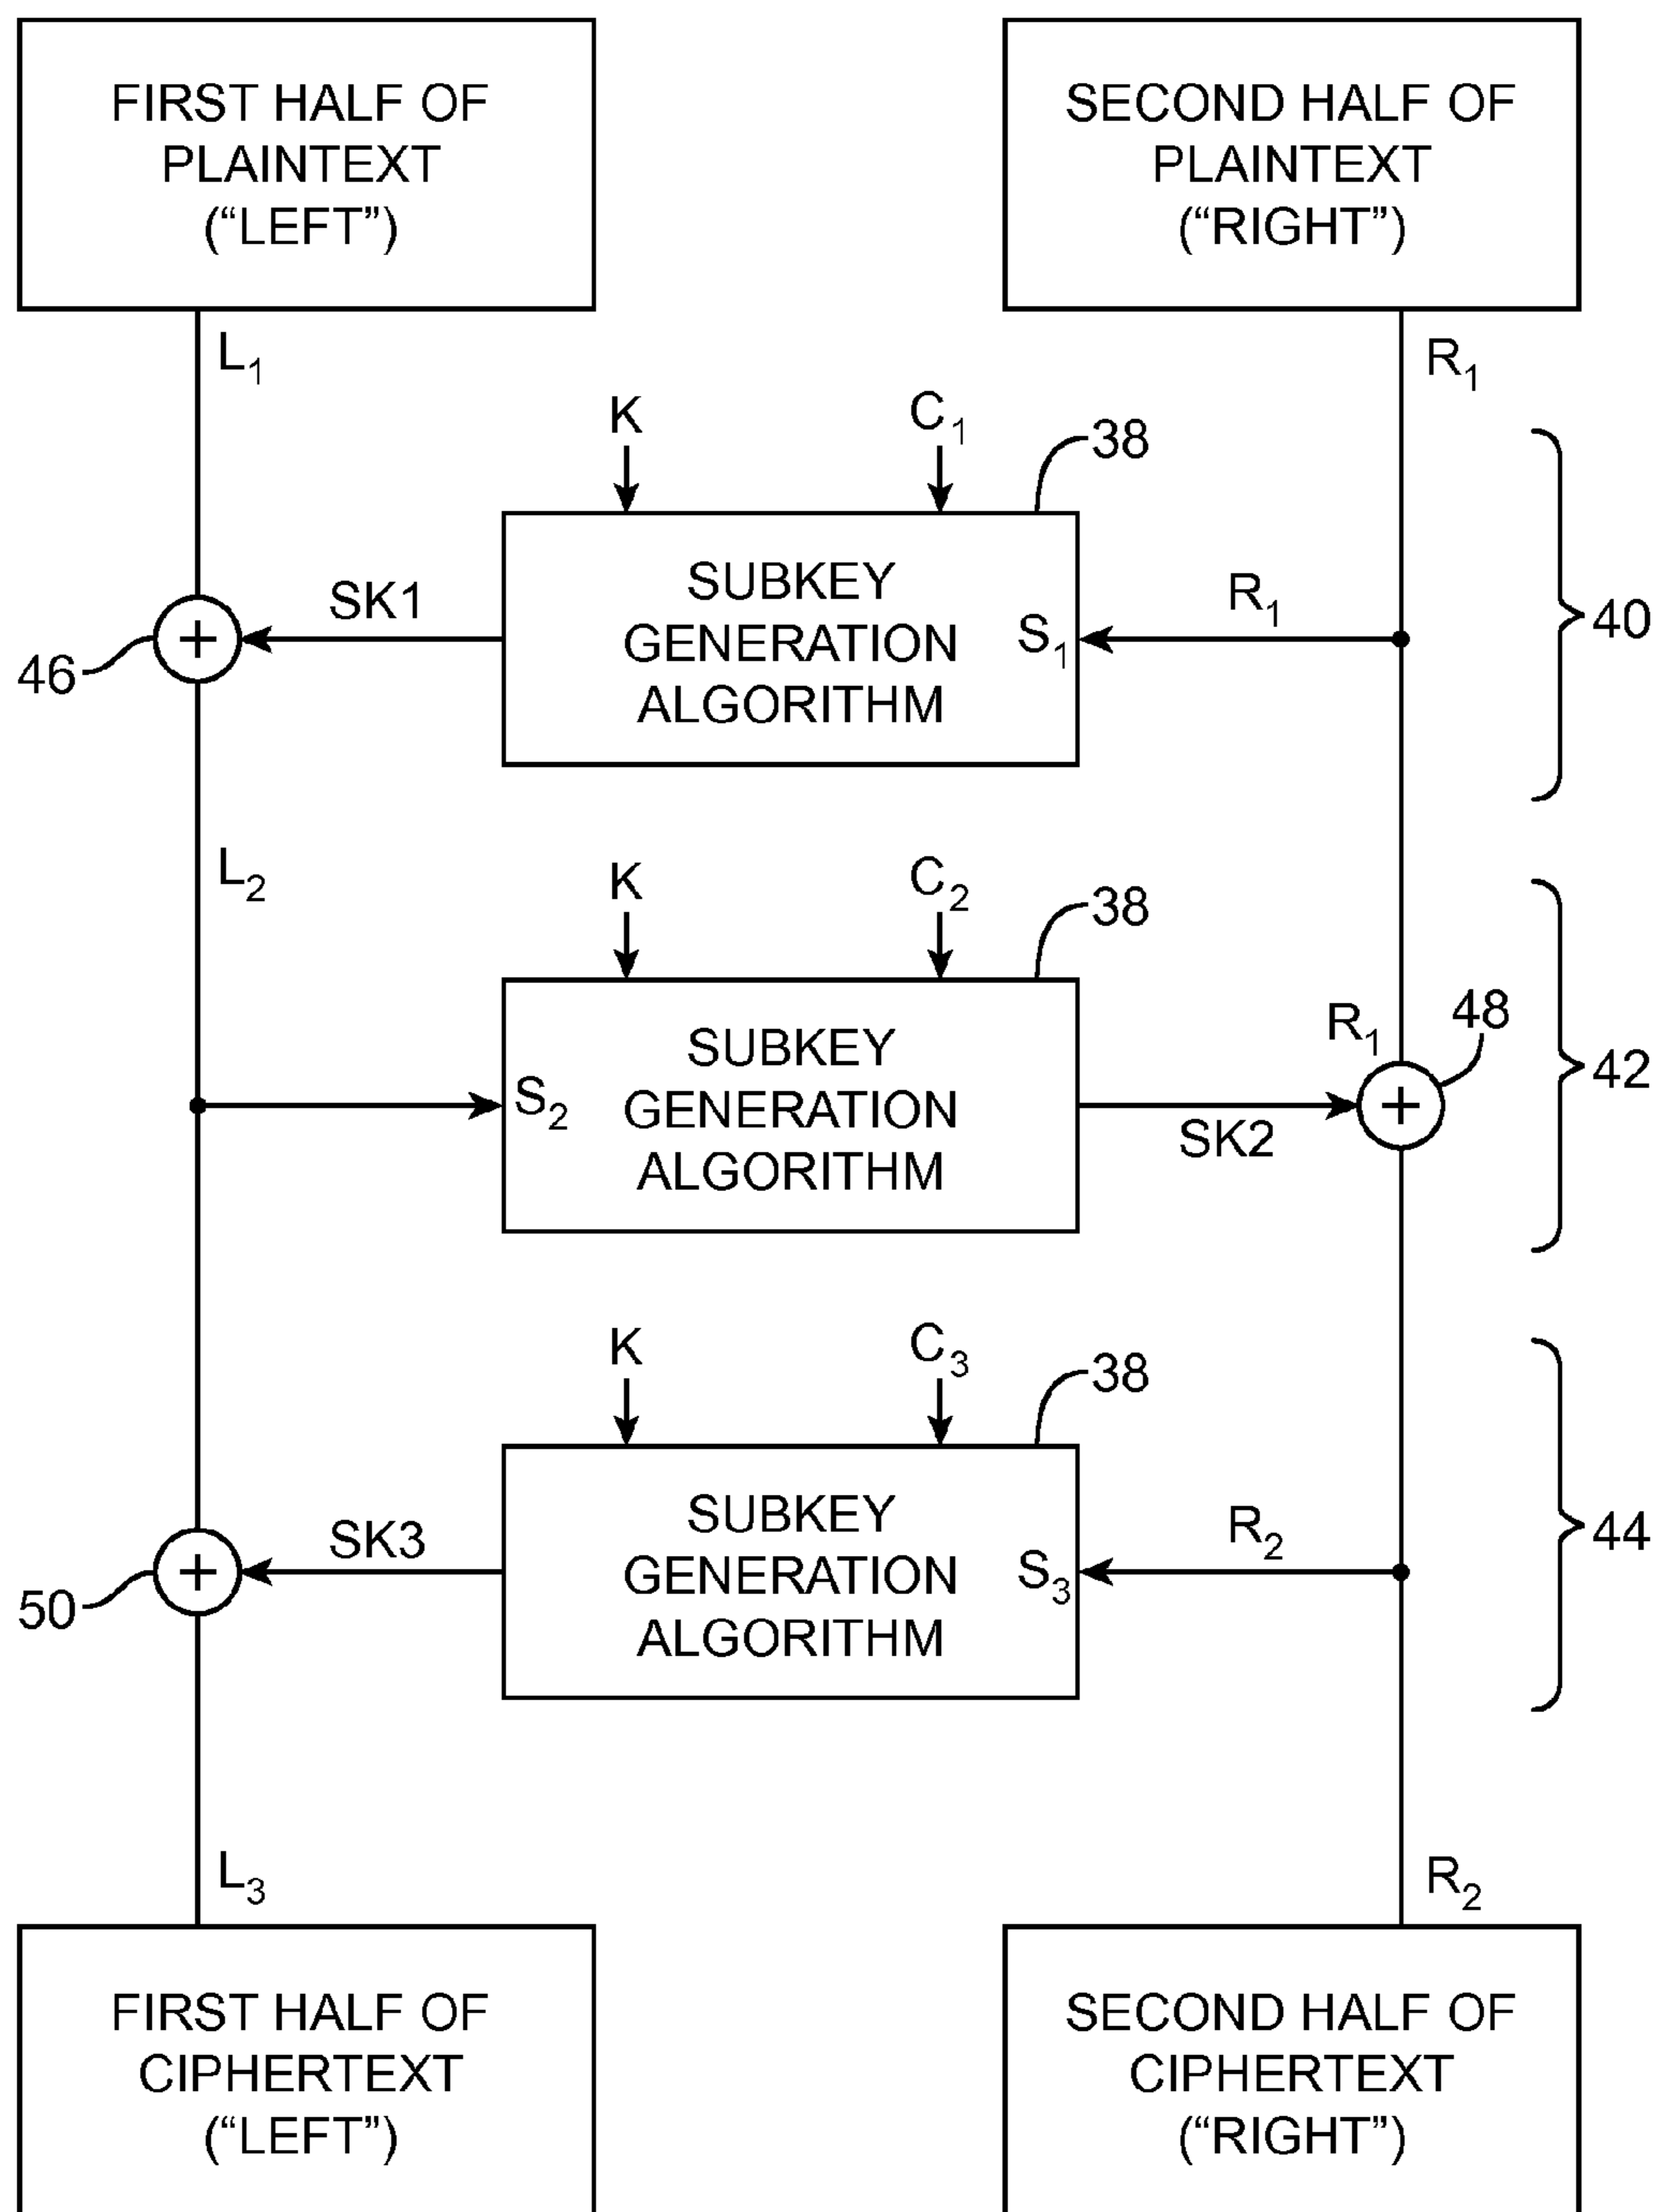 FIRST HALF OF
PLAINTEXT
(“LEFT”)
SECOND HALF OF
PLAINTEXT
(“RIGHT”)
L1
R1
K
C1
38
SUBKEY
GENERATION
ALGORITHM
S1
SK1
R1
46
40
L2
K
C2
38
SUBKEY
GENERATION
ALGORITHM
S2
SK2
R1
48
42
K
C3
38
SUBKEY
GENERATION
ALGORITHM
S3
SK3
R2
50
44
L3
R2
FIRST HALF OF
CIPHERTEXT
(“LEFT”)
SECOND HALF OF
CIPHERTEXT
(“RIGHT”)